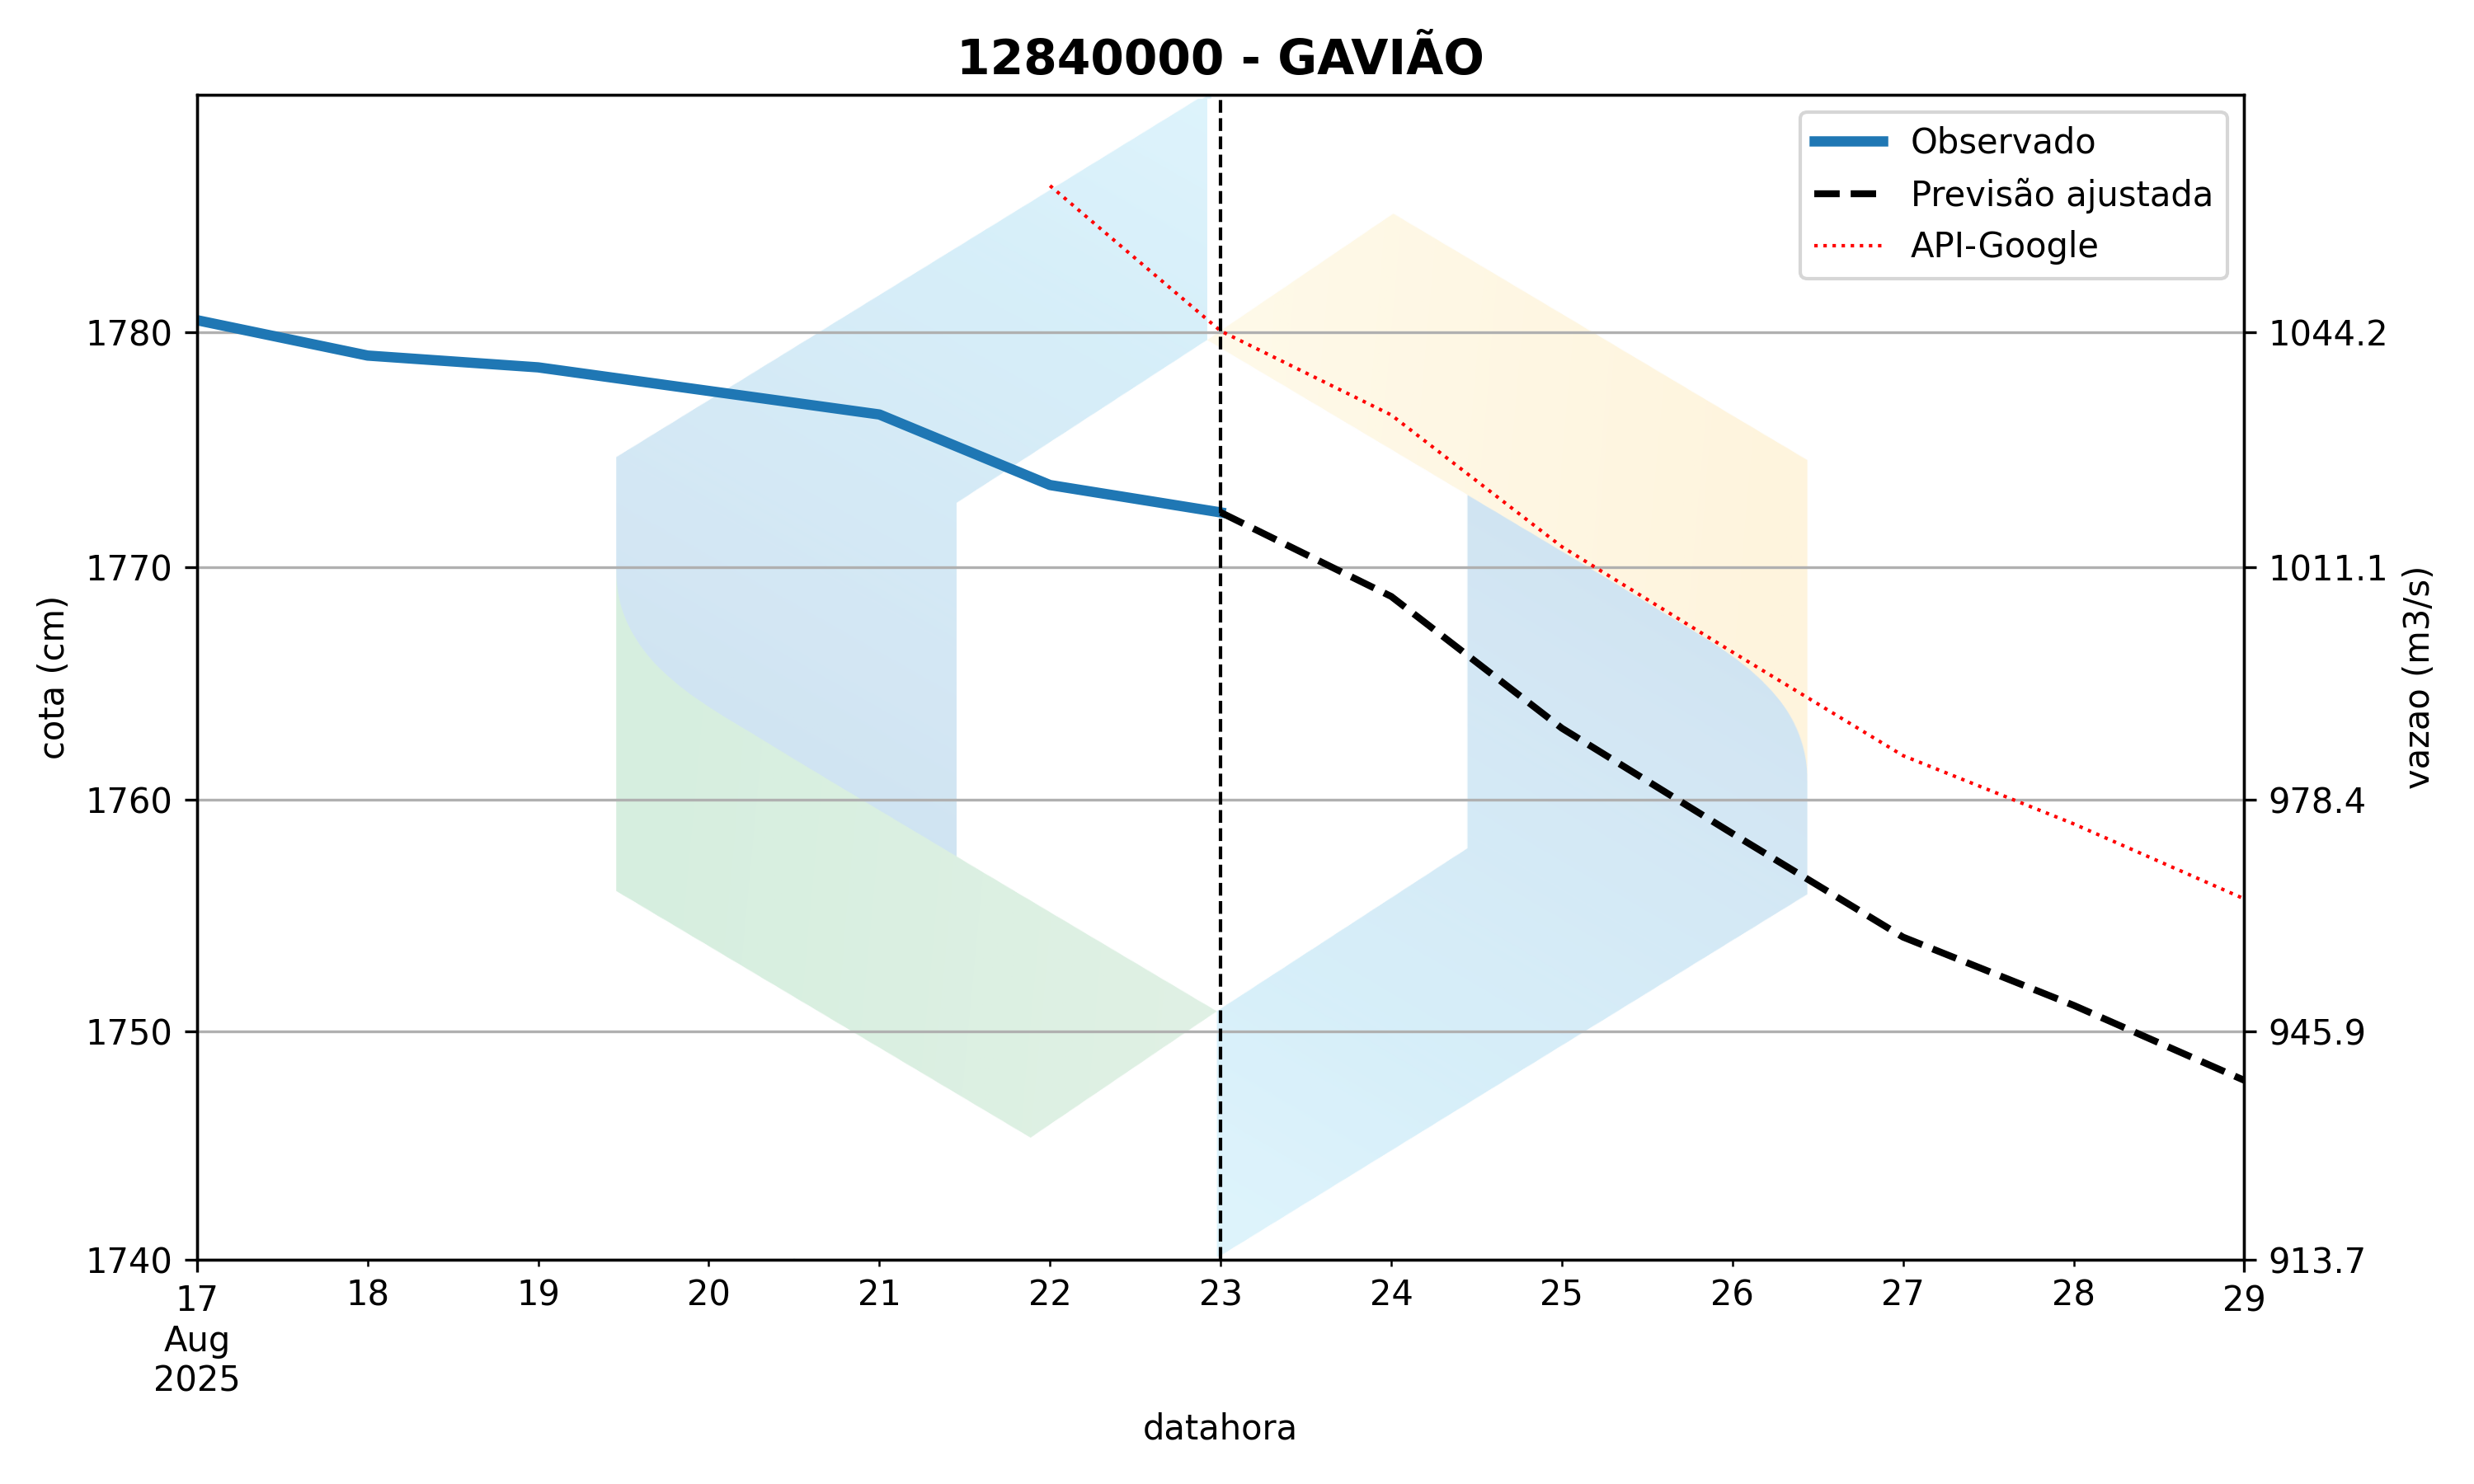 12840000 - GAVIÃO
Observado
Previsão ajustada
API-Google
1780
1770
1760
1750
1740
cota (cm)
1044.2
1011.1
978.4
945.9
913.7
vazao (m3/s)
17 18 19 20 21 22 23 24 25 26 27 28 29
Aug
2025
datahora